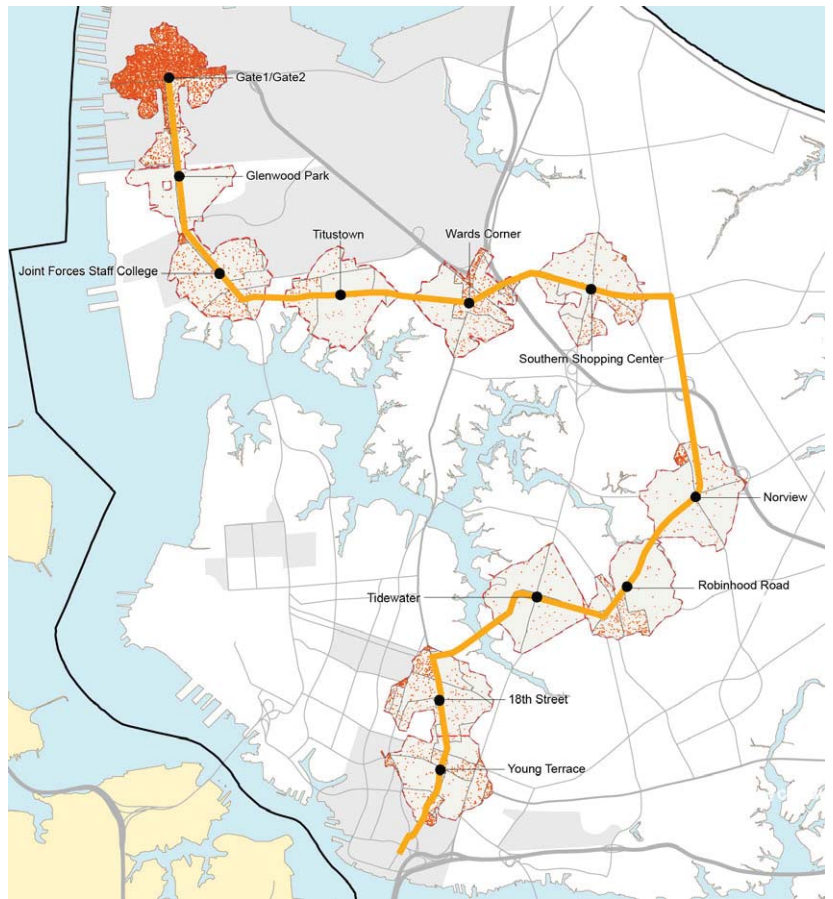 Gate1/Gate2
Glenwood Park
Titustown
Wards Corner
Joint Forces Staff College
Southern Shopping Center
Norview
Robinhood Road
Tidewater
18th Street
Young Terrace